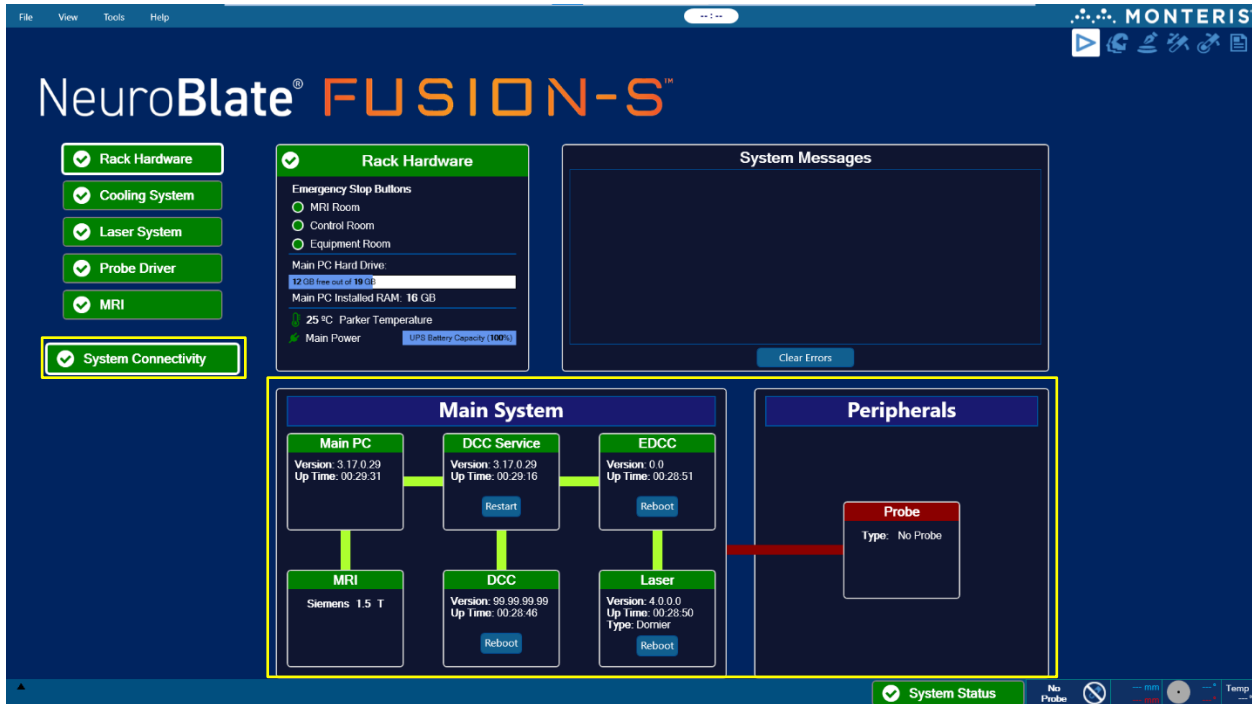 File View Tools Help
--:--
MONTERIS
NeuroBlate® FUSION-S™
Rack Hardware
Cooling System
Laser System
Probe Driver
MRI
System Connectivity
Rack Hardware
Emergency Stop Buttons
MRI Room
Control Room
Equipment Room
Main PC Hard Drive:
12 GB free out of 19 GB
Main PC Installed RAM: 16 GB
25 ºC Parker Temperature
Main Power UPS Battery Capacity (100%)
System Messages
Clear Errors
Main System
Main PC
Version: 3.17.0.29
Up Time: 00:29:31
DCC Service
Version: 3.17.0.29
Up Time: 00:29:16
Restart
EDCC
Version: 0.0
Up Time: 00:28:51
Reboot
MRI
Siemens 1.5 T
DCC
Version: 99.99.99.99
Up Time: 00:28:46
Reboot
Laser
Version: 4.0.0.0
Up Time: 00:28:50
Type: Dornier
Reboot
Peripherals
Probe
Type: No Probe
System Status
No
Probe
--- mm
--- mm
---°
---°
Temp
---°